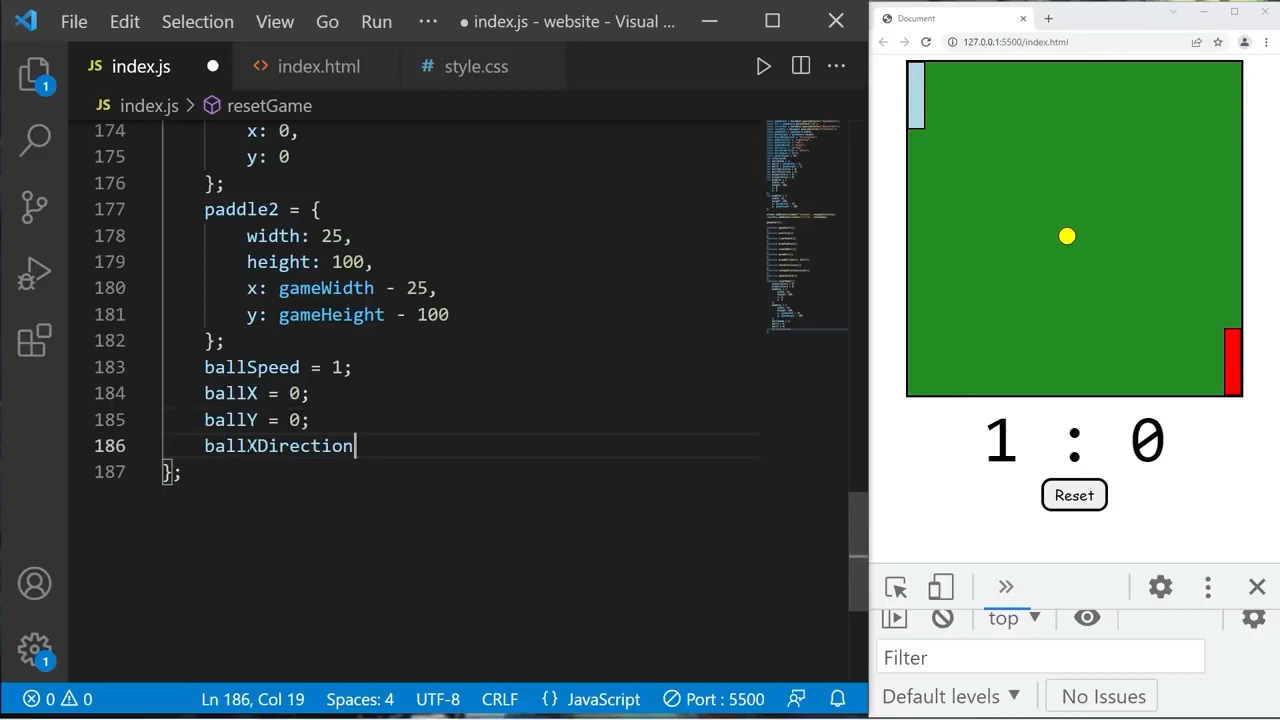 File Edit Selection View Go Run ··· ● index.js - website - Visual ...
JS index.js ● <> index.html # style.css
JS index.js > resetGame
174 x: 0,
175 y: 0
176 };
177 paddle2 = {
178 width: 25,
179 height: 100,
180 x: gameWidth - 25,
181 y: gameHeight - 100
182 };
183 ballSpeed = 1;
184 ballX = 0;
185 ballY = 0;
186 ballXDirection
187 };
1
1
0 0 Ln 186, Col 19 Spaces: 4 UTF-8 CRLF {} JavaScript Port : 5500
Document
127.0.0.1:5500/index.html
1 : 0
Reset
top
Filter
Default levels No Issues